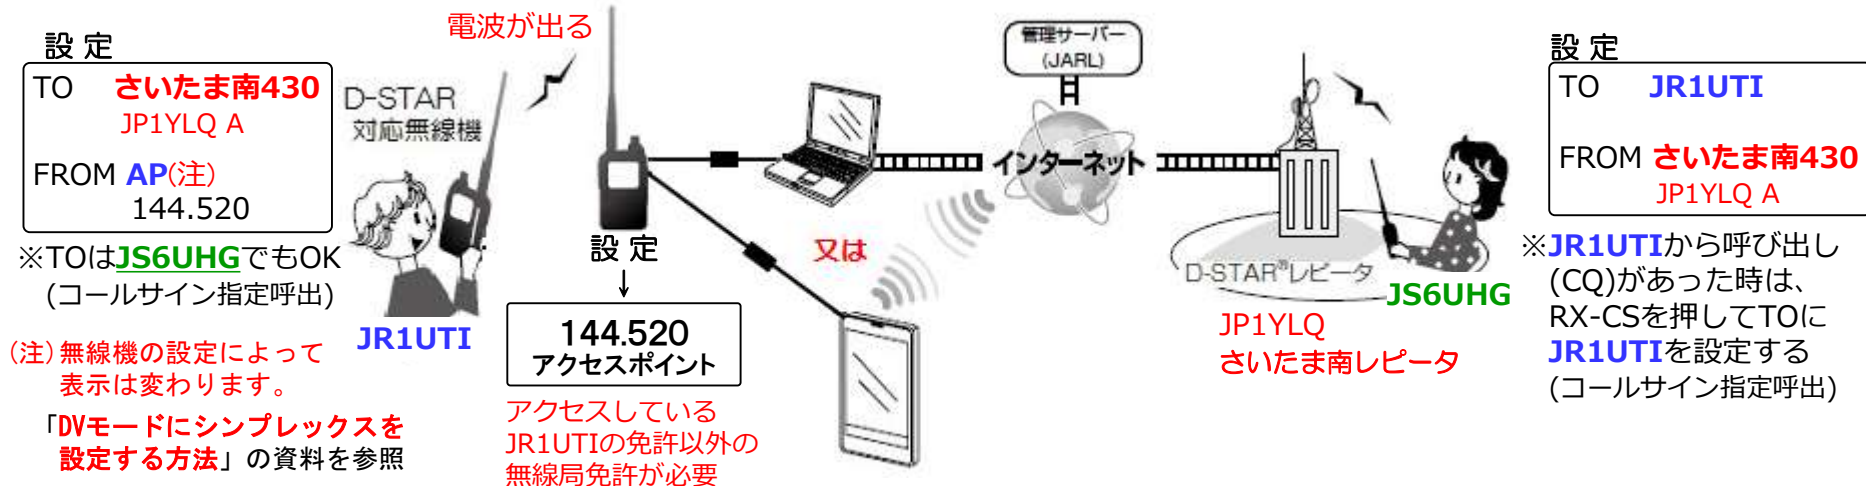 設 定
TO さいたま南430
JP1YLQ A
FROM AP(注)
144.520
※TOはJS6UHGでもOK
(コールサイン指定呼出)
(注)無線機の設定によって
表示は変わります。
「DVモードにシンプレックスを
設定する方法」の資料を参照
D-STAR
対応無線機
JR1UTI
電波が出る
設 定
↓
144.520
アクセスポイント
アクセスしている
JR1UTIの免許以外の
無線局免許が必要
又は
管理サーバー
(JARL)
インターネット
D-STAR®レピータ
JS6UHG
JP1YLQ
さいたま南レピータ
設 定
TO JR1UTI
FROM さいたま南430
JP1YLQ A
※JR1UTIから呼び出し
(CQ)があった時は、
RX-CSを押してTOに
JR1UTIを設定する
(コールサイン指定呼出)